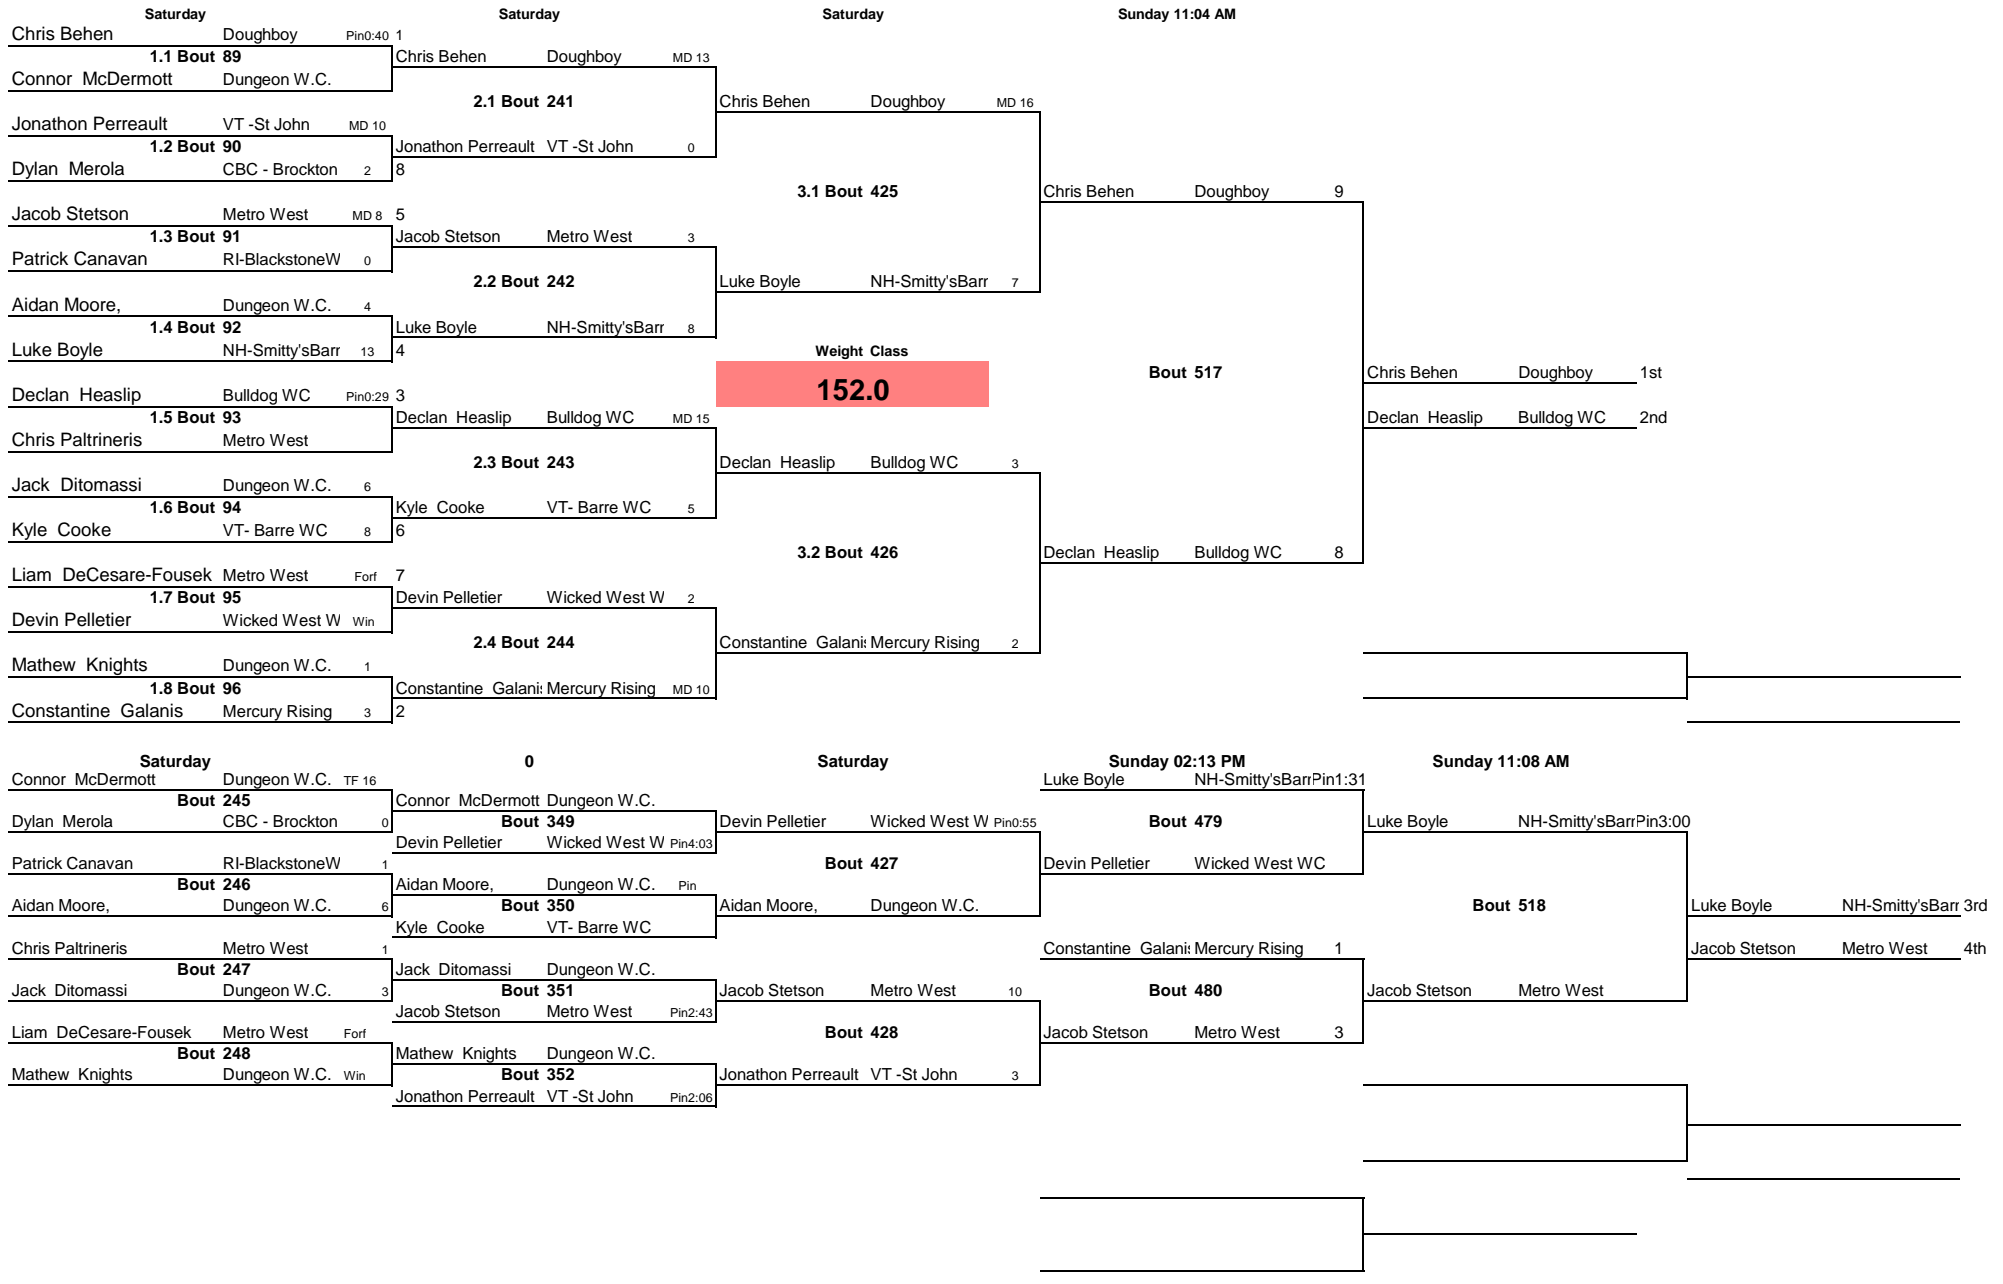 Saturday Saturday Saturday Sunday 11:04 AM
Chris Behen Doughboy Pin0:40 1
1.1 Bout 89 Chris Behen Doughboy MD 13
Connor McDermott Dungeon W.C.
2.1 Bout 241 Chris Behen Doughboy MD 16
Jonathon Perreault VT -St John MD 10
1.2 Bout 90 Jonathon Perreault VT -St John 0
Dylan Merola CBC - Brockton 2 8
3.1 Bout 425 Chris Behen Doughboy 9
Jacob Stetson Metro West MD 8 5
1.3 Bout 91 Jacob Stetson Metro West 3
Patrick Canavan RI-BlackstoneW 0
2.2 Bout 242 Luke Boyle NH-Smitty'sBarr 7
Aidan Moore, Dungeon W.C. 4
1.4 Bout 92 Luke Boyle NH-Smitty'sBarr 8
Luke Boyle NH-Smitty'sBarr 13 4 Weight Class
Bout 517 Chris Behen Doughboy 1st
Declan Heaslip Bulldog WC Pin0:29 3 152.0
1.5 Bout 93 Declan Heaslip Bulldog WC MD 15 Declan Heaslip Bulldog WC 2nd
Chris Paltrineris Metro West
2.3 Bout 243 Declan Heaslip Bulldog WC 3
Jack Ditomassi Dungeon W.C. 6
1.6 Bout 94 Kyle Cooke VT- Barre WC 5
Kyle Cooke VT- Barre WC 8 6
3.2 Bout 426 Declan Heaslip Bulldog WC 8
Liam DeCesare-Fousek Metro West Forf 7
1.7 Bout 95 Devin Pelletier Wicked West W 2
Devin Pelletier Wicked West W Win
2.4 Bout 244 Constantine Galanis Mercury Rising 2
Mathew Knights Dungeon W.C. 1
1.8 Bout 96 Constantine Galanis Mercury Rising MD 10
Constantine Galanis Mercury Rising 3 2
Saturday 0 Saturday Sunday 02:13 PM Sunday 11:08 AM
Connor McDermott Dungeon W.C. TF 16 Luke Boyle NH-Smitty'sBarrPin1:31
Bout 245 Connor McDermott Dungeon W.C.
Dylan Merola CBC - Brockton 0 Bout 349 Devin Pelletier Wicked West W Pin0:55 Bout 479 Luke Boyle NH-Smitty'sBarrPin3:00
Devin Pelletier Wicked West W Pin4:03
Patrick Canavan RI-BlackstoneW 1 Bout 427 Devin Pelletier Wicked West WC
Bout 246 Aidan Moore, Dungeon W.C. Pin
Aidan Moore, Dungeon W.C. 6 Bout 350 Aidan Moore, Dungeon W.C. Bout 518 Luke Boyle NH-Smitty'sBarr 3rd
Kyle Cooke VT- Barre WC
Chris Paltrineris Metro West 1 Constantine Galanis Mercury Rising 1 Jacob Stetson Metro West 4th
Bout 247 Jack Ditomassi Dungeon W.C.
Jack Ditomassi Dungeon W.C. 3 Bout 351 Jacob Stetson Metro West 10 Bout 480 Jacob Stetson Metro West
Jacob Stetson Metro West Pin2:43
Liam DeCesare-Fousek Metro West Forf Bout 428 Jacob Stetson Metro West 3
Bout 248 Mathew Knights Dungeon W.C.
Mathew Knights Dungeon W.C. Win Bout 352 Jonathon Perreault VT -St John 3
Jonathon Perreault VT -St John Pin2:06